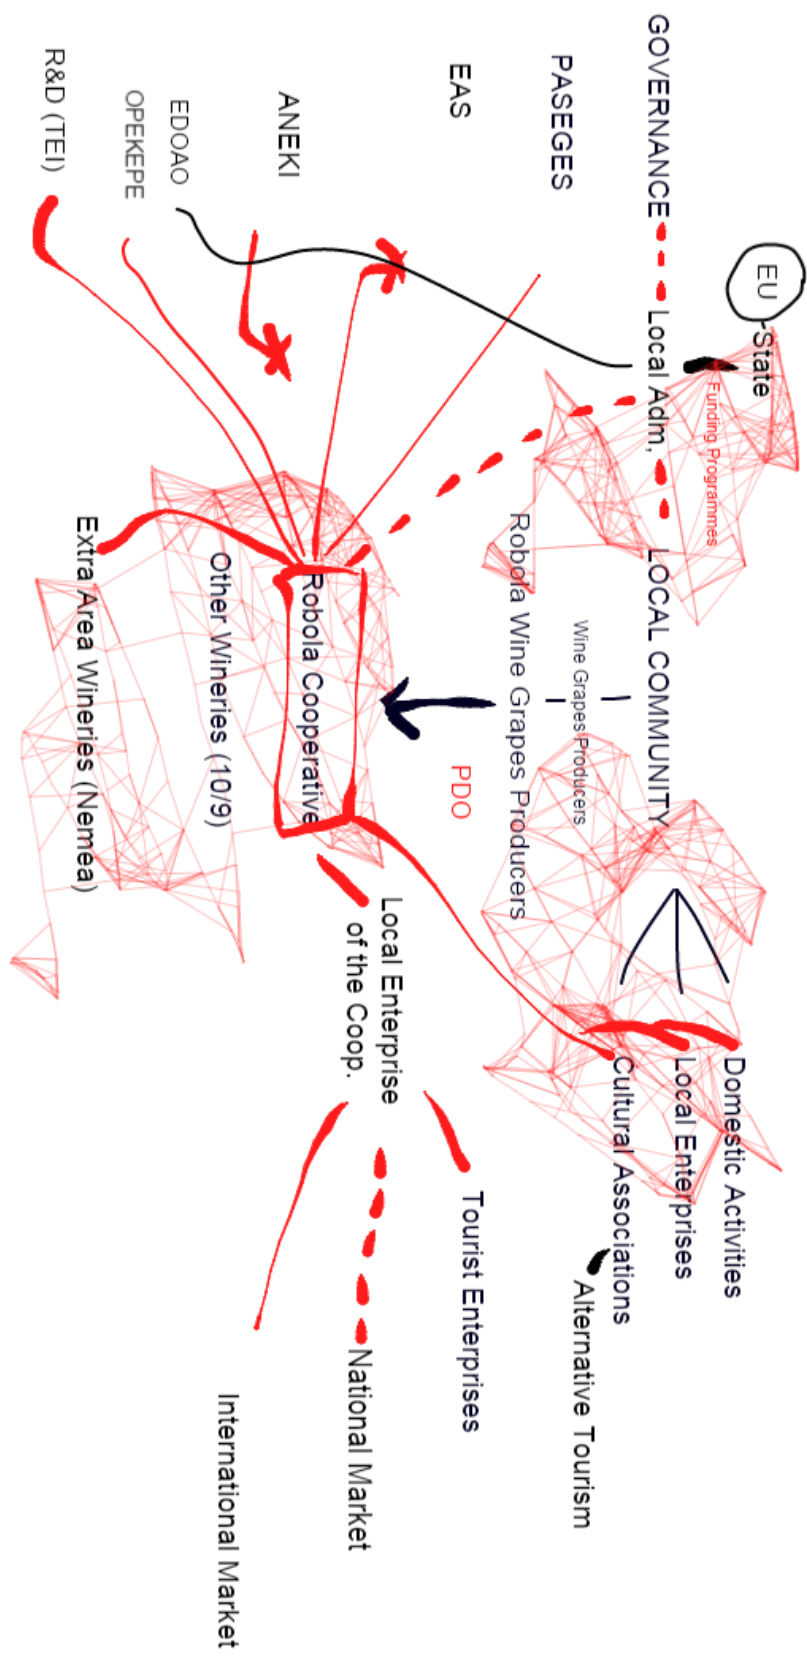 EU
-State
Funding Programmes
GOVERNANCE
Local Adm,
LOCAL COMMUNITY
Domestic Activities
Local Enterprises
Cultural Associations
Wine Grapes Producers
Alternative Tourism
PASEGES
Robola Wine Grapes Producers
EAS
PDO
Tourist Enterprises
Local Enterprise
of the Coop.
National Market
ANEKI
Robola Cooperative
International Market
Other Wineries (10/9)
EDOAO
OPEKEPE
Extra Area Wineries (Nemea)
R&D (TEI)